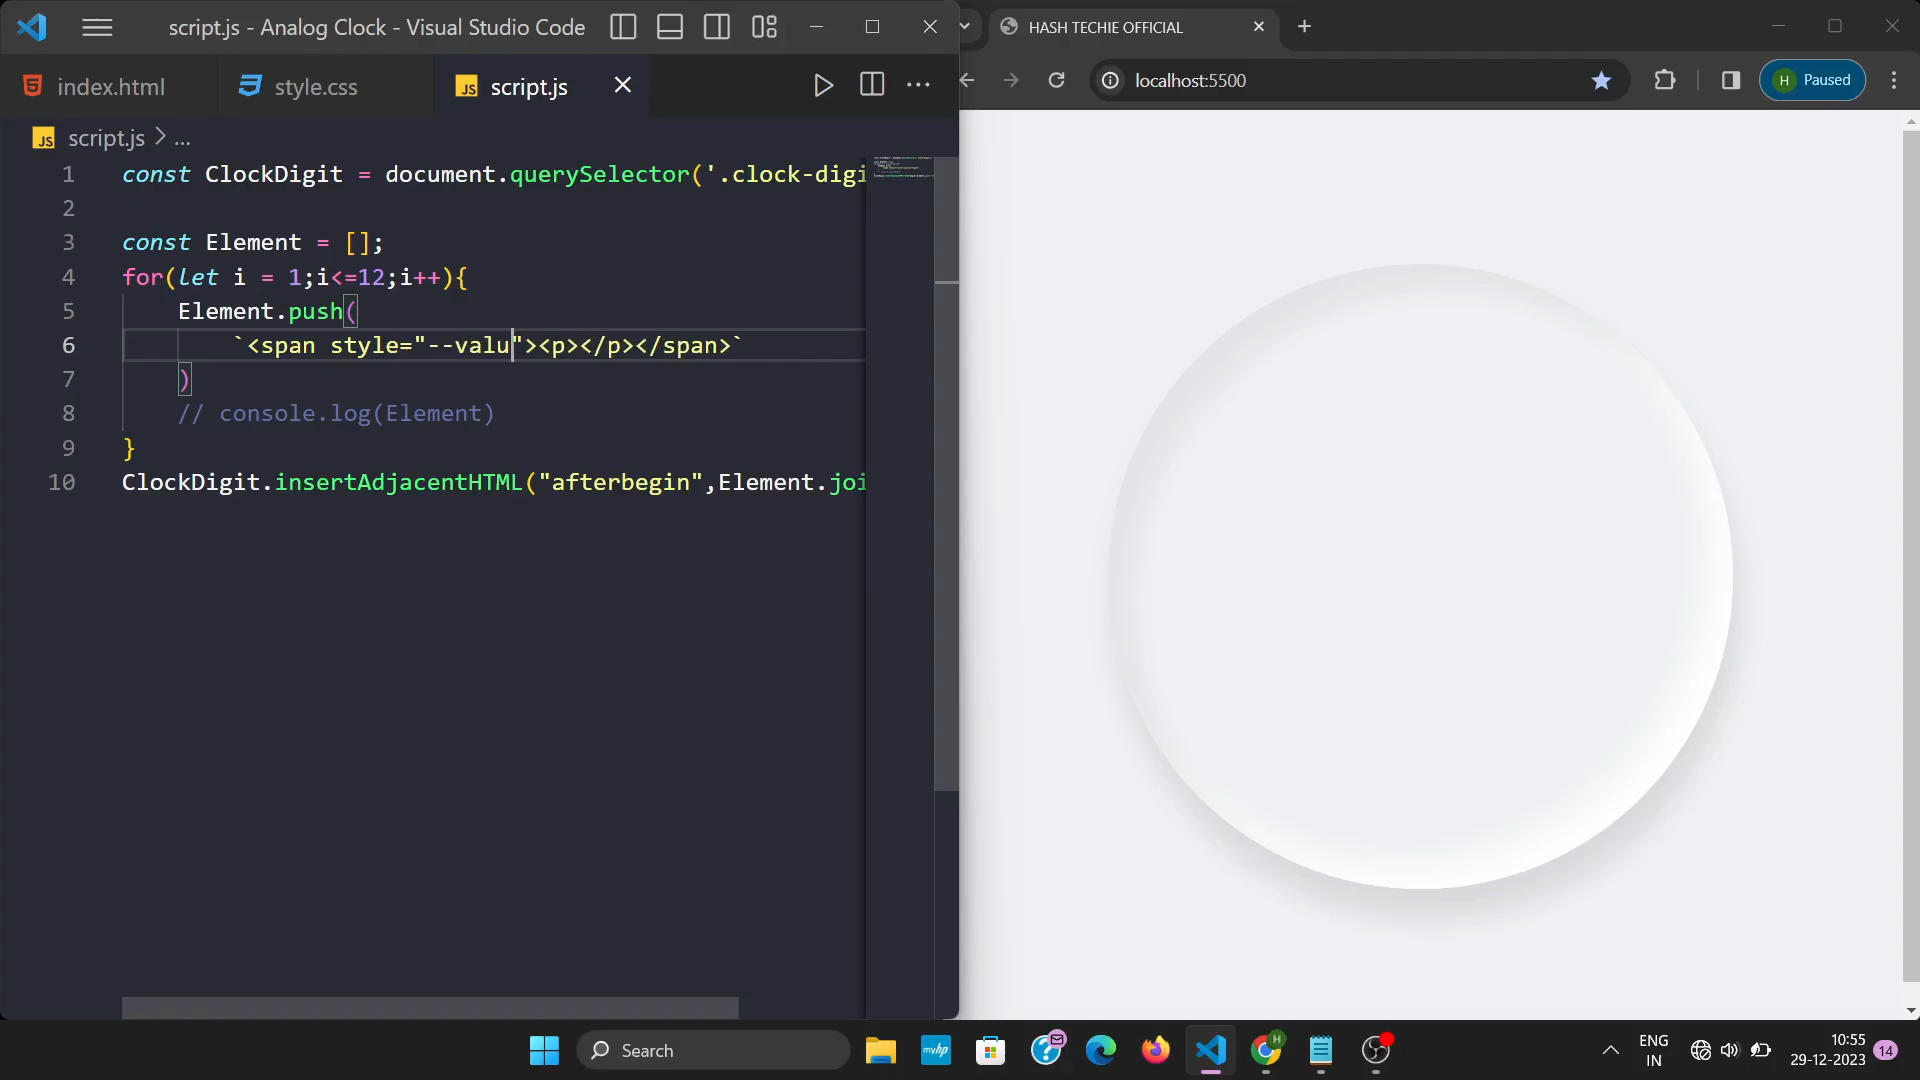 script.js - Analog Clock - Visual Studio Code
HASH TECHIE OFFICIAL
index.html
style.css
JS script.js
localhost:5500
H Paused
JS script.js > ...
1 const ClockDigit = document.querySelector('.clock-digi
2
3 const Element = [];
4 for(let i = 1;i<=12;i++){
5 Element.push(
6 `<span style="--valu"><p></p></span>`
7 )
8 // console.log(Element)
9 }
10 ClockDigit.insertAdjacentHTML("afterbegin",Element.joi
Search
myhp
H
ENG
IN
10:55
29-12-2023
14